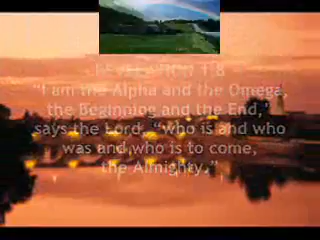 REVELATION 1:8
“I am the Alpha and the Omega,
the Beginning and the End,”
says the Lord, “who is and who
was and who is to come,
the Almighty.”